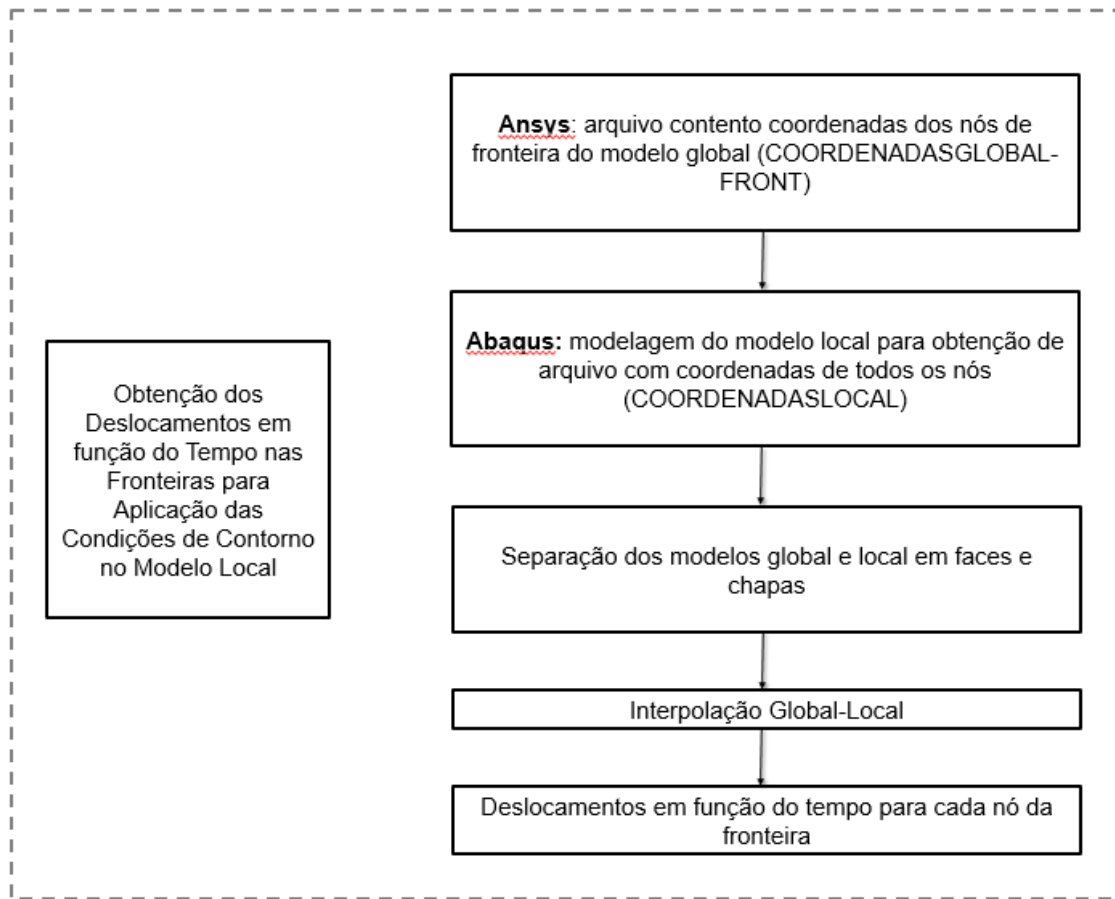 Ansys: arquivo contento coordenadas dos nós de
fronteira do modelo global (COORDENADASGLOBAL-
FRONT)
Abaqus: modelagem do modelo local para obtenção de
arquivo com coordenadas de todos os nós
(COORDENADASLOCAL)
Obtenção dos
Deslocamentos em
função do Tempo nas
Fronteiras para
Aplicação das
Condições de Contorno
no Modelo Local
Separação dos modelos global e local em faces e
chapas
Interpolação Global-Local
Deslocamentos em função do tempo para cada nó da
fronteira